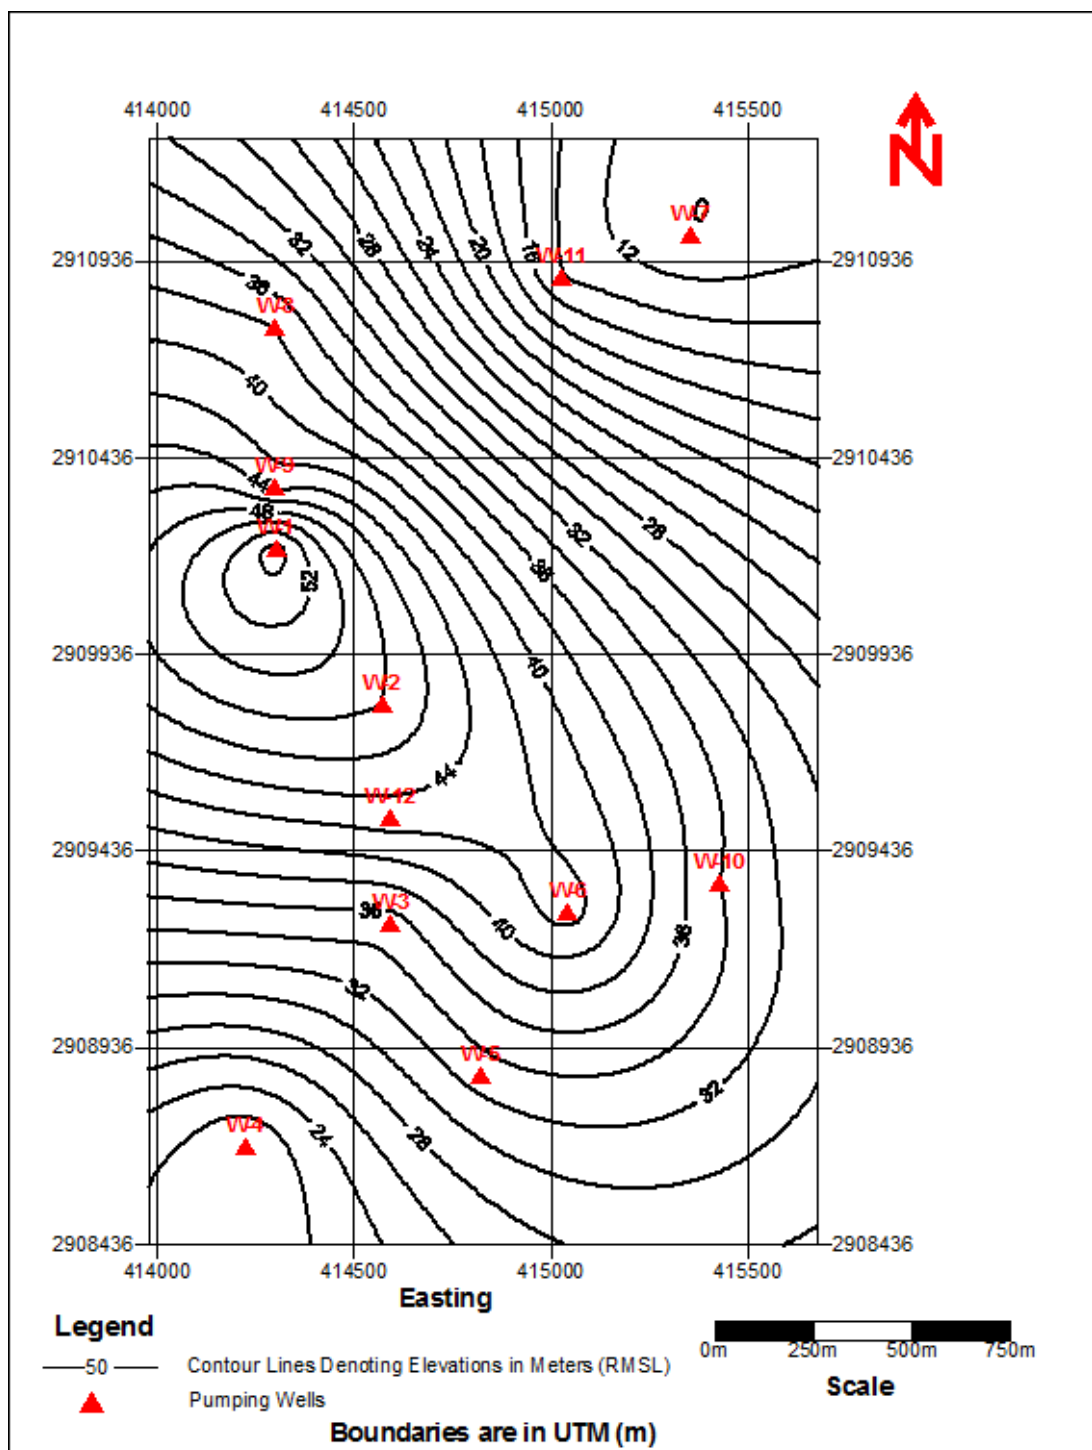 414000 414500 415000 415500
N
W7
32 28 24 20 16 W11 12
2910936 2910936
36
W8
40
2910436 2910436
W9
44
48
W1
28
32
36
52
2909936 2909936
40
W2
44
W12
2909436 2909436
W10
W6
36 W3
40 36
32
2908936 2908936
W5
32
W4 24 28
2908436 2908436
414000 414500 415000 415500
Easting
Legend
50 Contour Lines Denoting Elevations in Meters (RMSL)
Pumping Wells
0m 250m 500m 750m
Scale
Boundaries are in UTM (m)